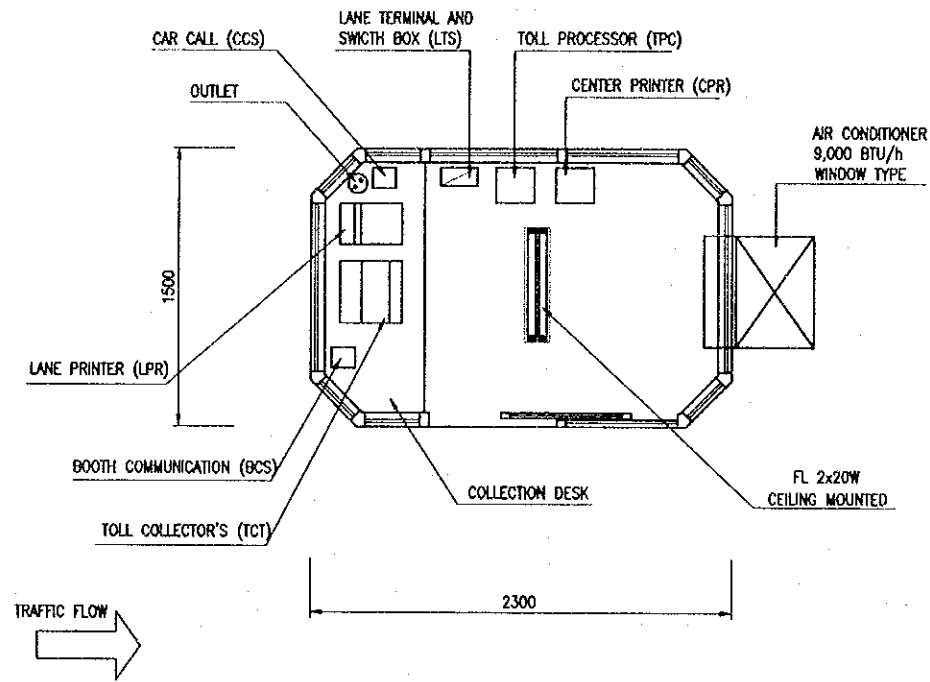 LANE TERMINAL AND
SWICTH BOX (LTS)
CAR CALL (CCS)
TOLL PROCESSOR (TPC)
OUTLET
CENTER PRINTER (CPR)
AIR CONDITIONER
9,000 BTU/h
WINDOW TYPE
1500
LANE PRINTER (LPR)
BOOTH COMMUNICATION (BCS)
COLLECTION DESK
FL 2x20W
CEILING MOUNTED
TOLL COLLECTOR'S (TCT)
2300
TRAFFIC FLOW